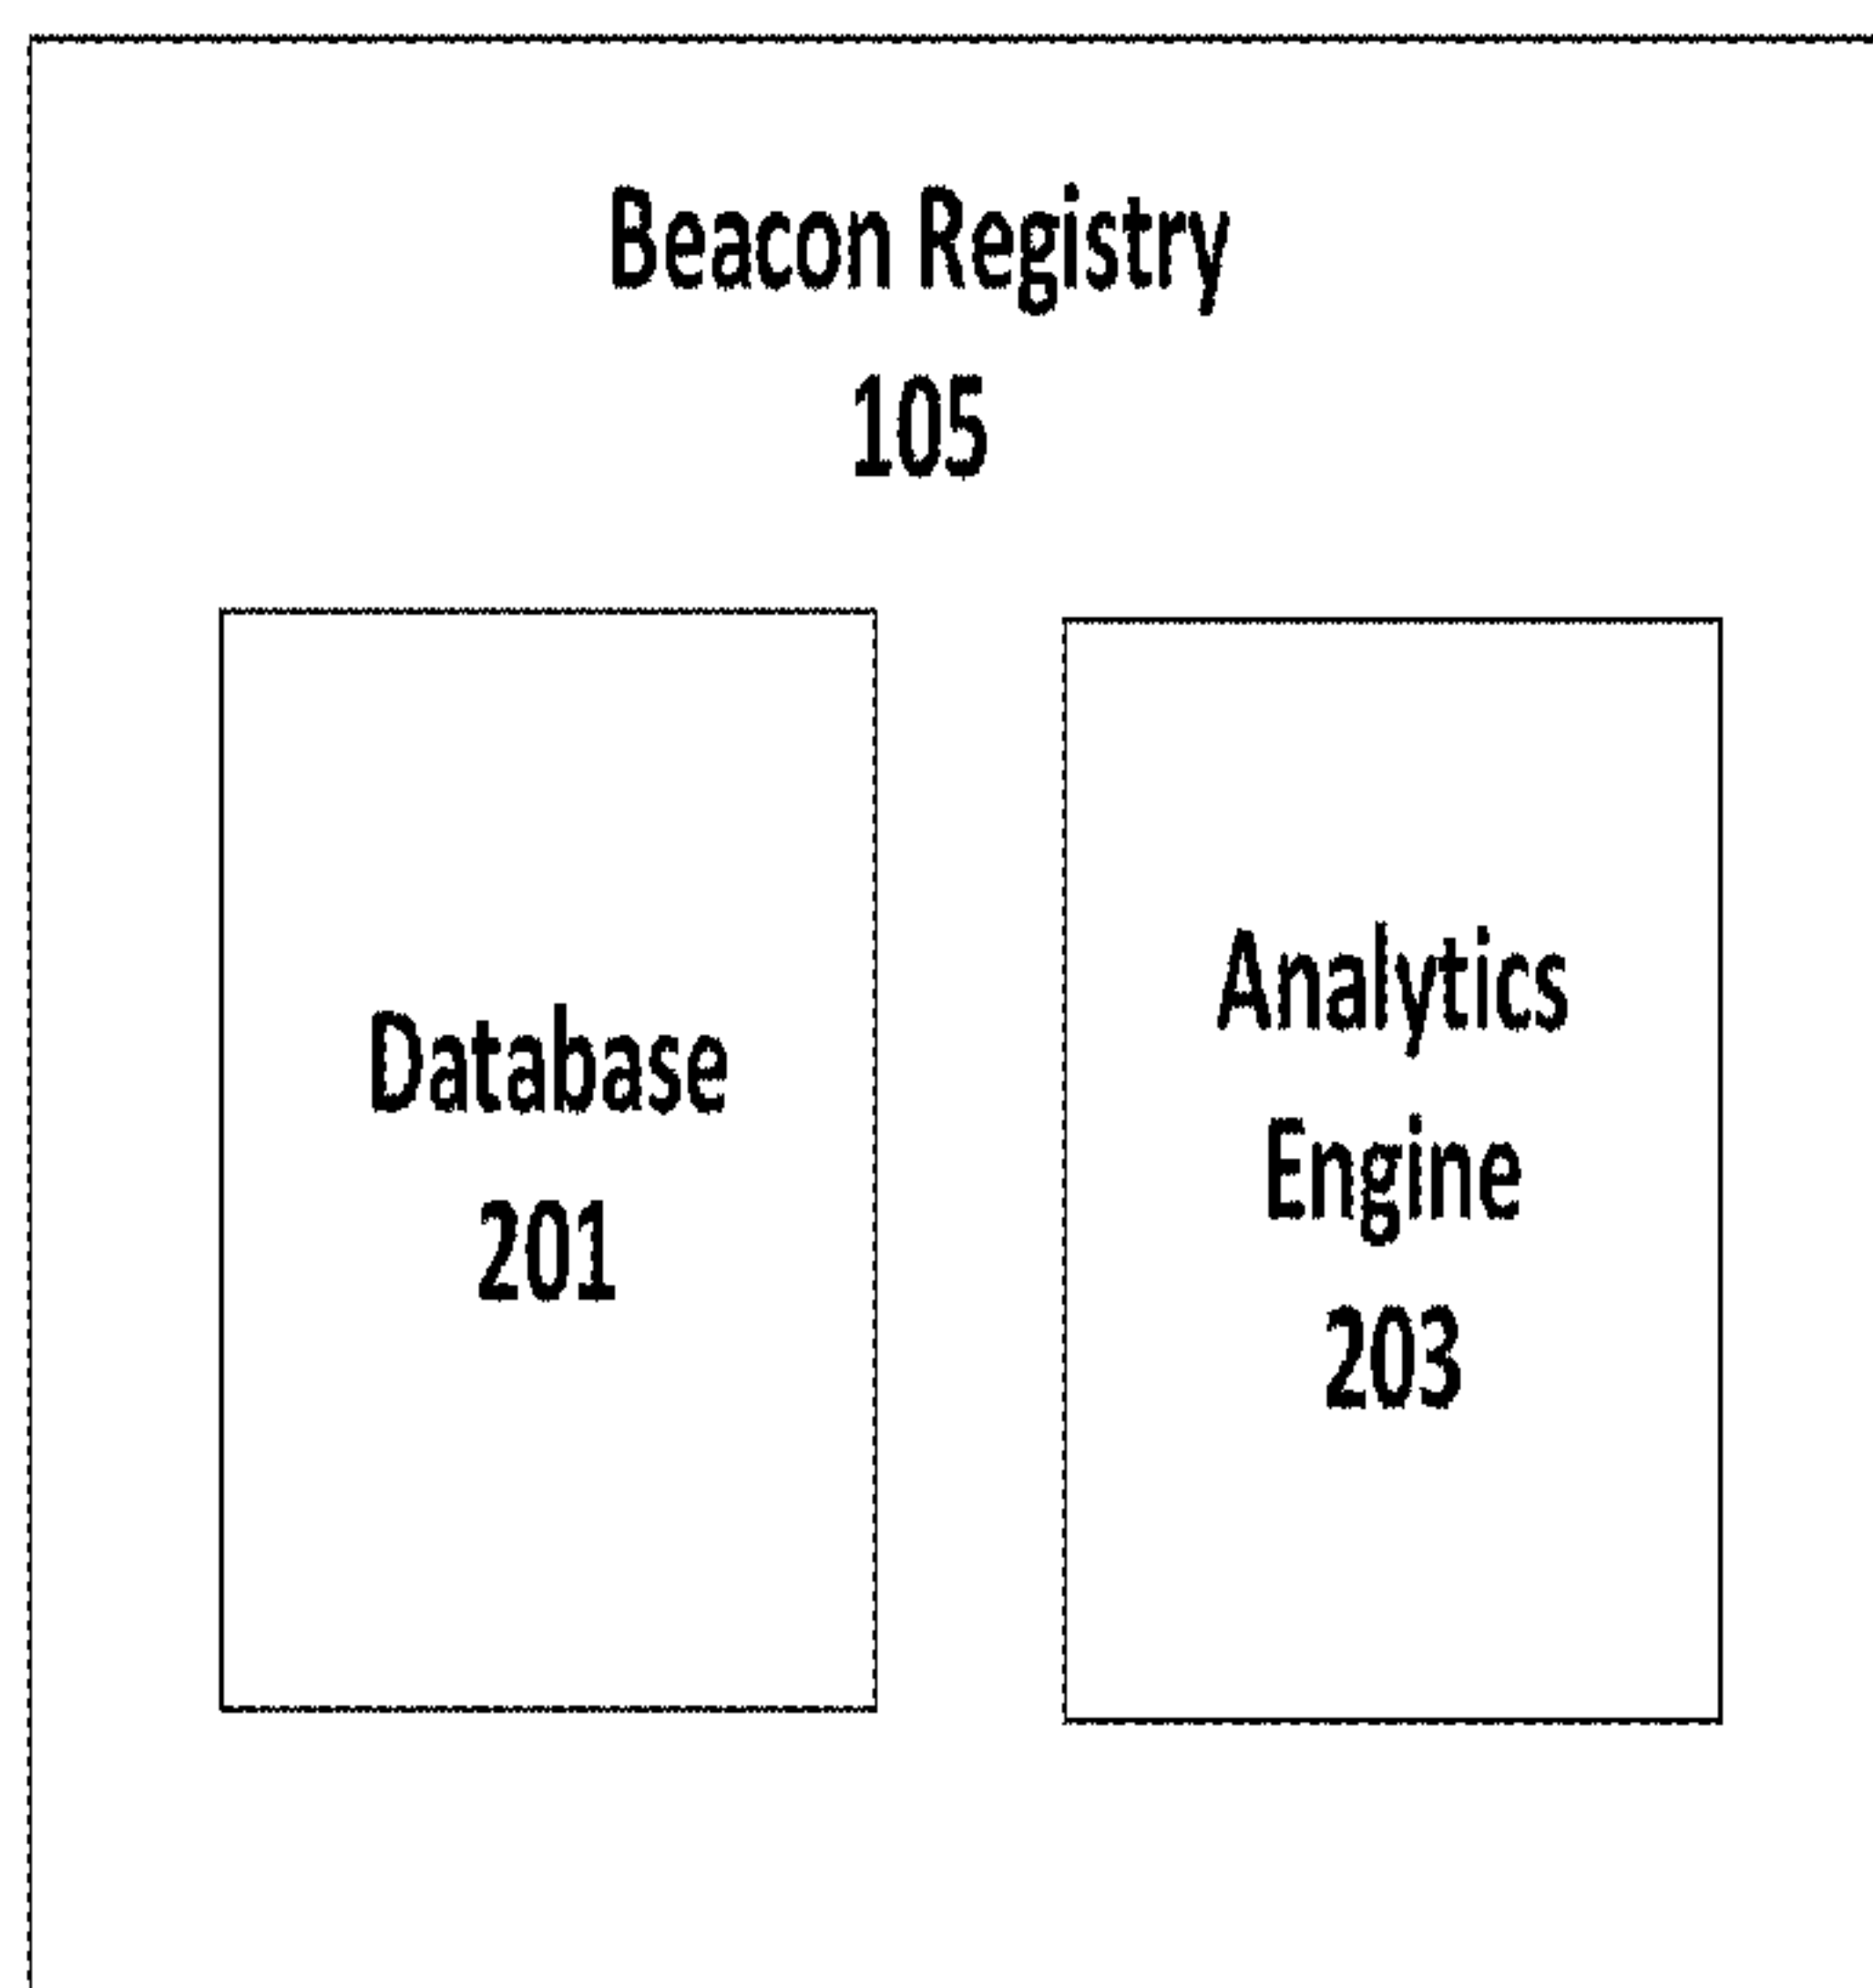 Beacon Registry
105
Database
201
Analytics
Engine
203